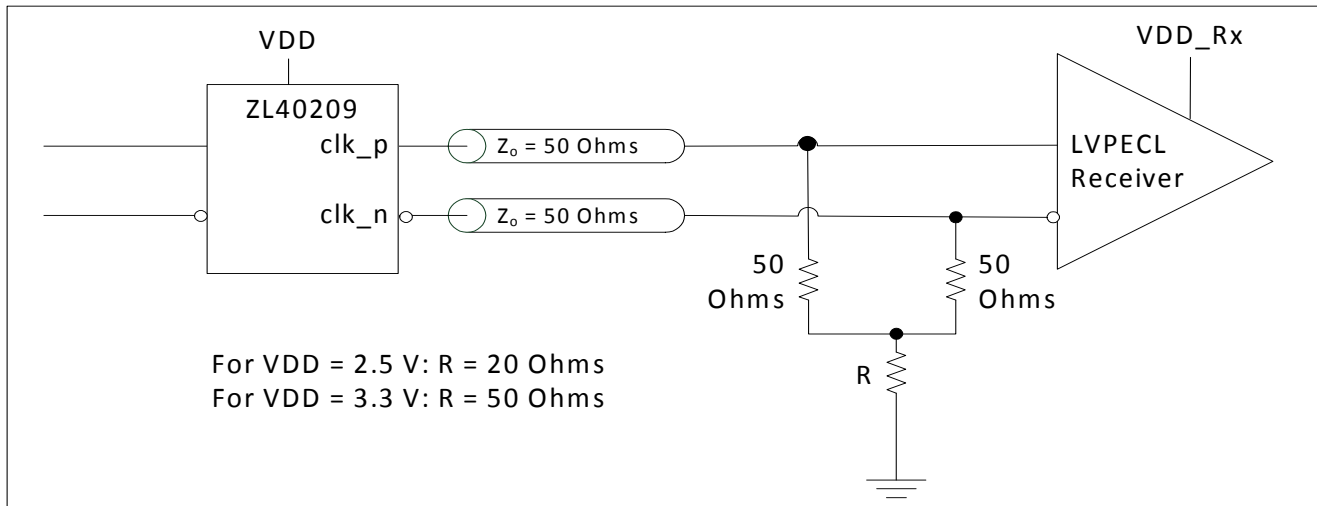 VDD
VDD_Rx
ZL40209
clk_p
Zₒ = 50 Ohms
LVPECL
Receiver
clk_n
Zₒ = 50 Ohms
50
Ohms
50
Ohms
For VDD = 2.5 V: R = 20 Ohms
For VDD = 3.3 V: R = 50 Ohms
R